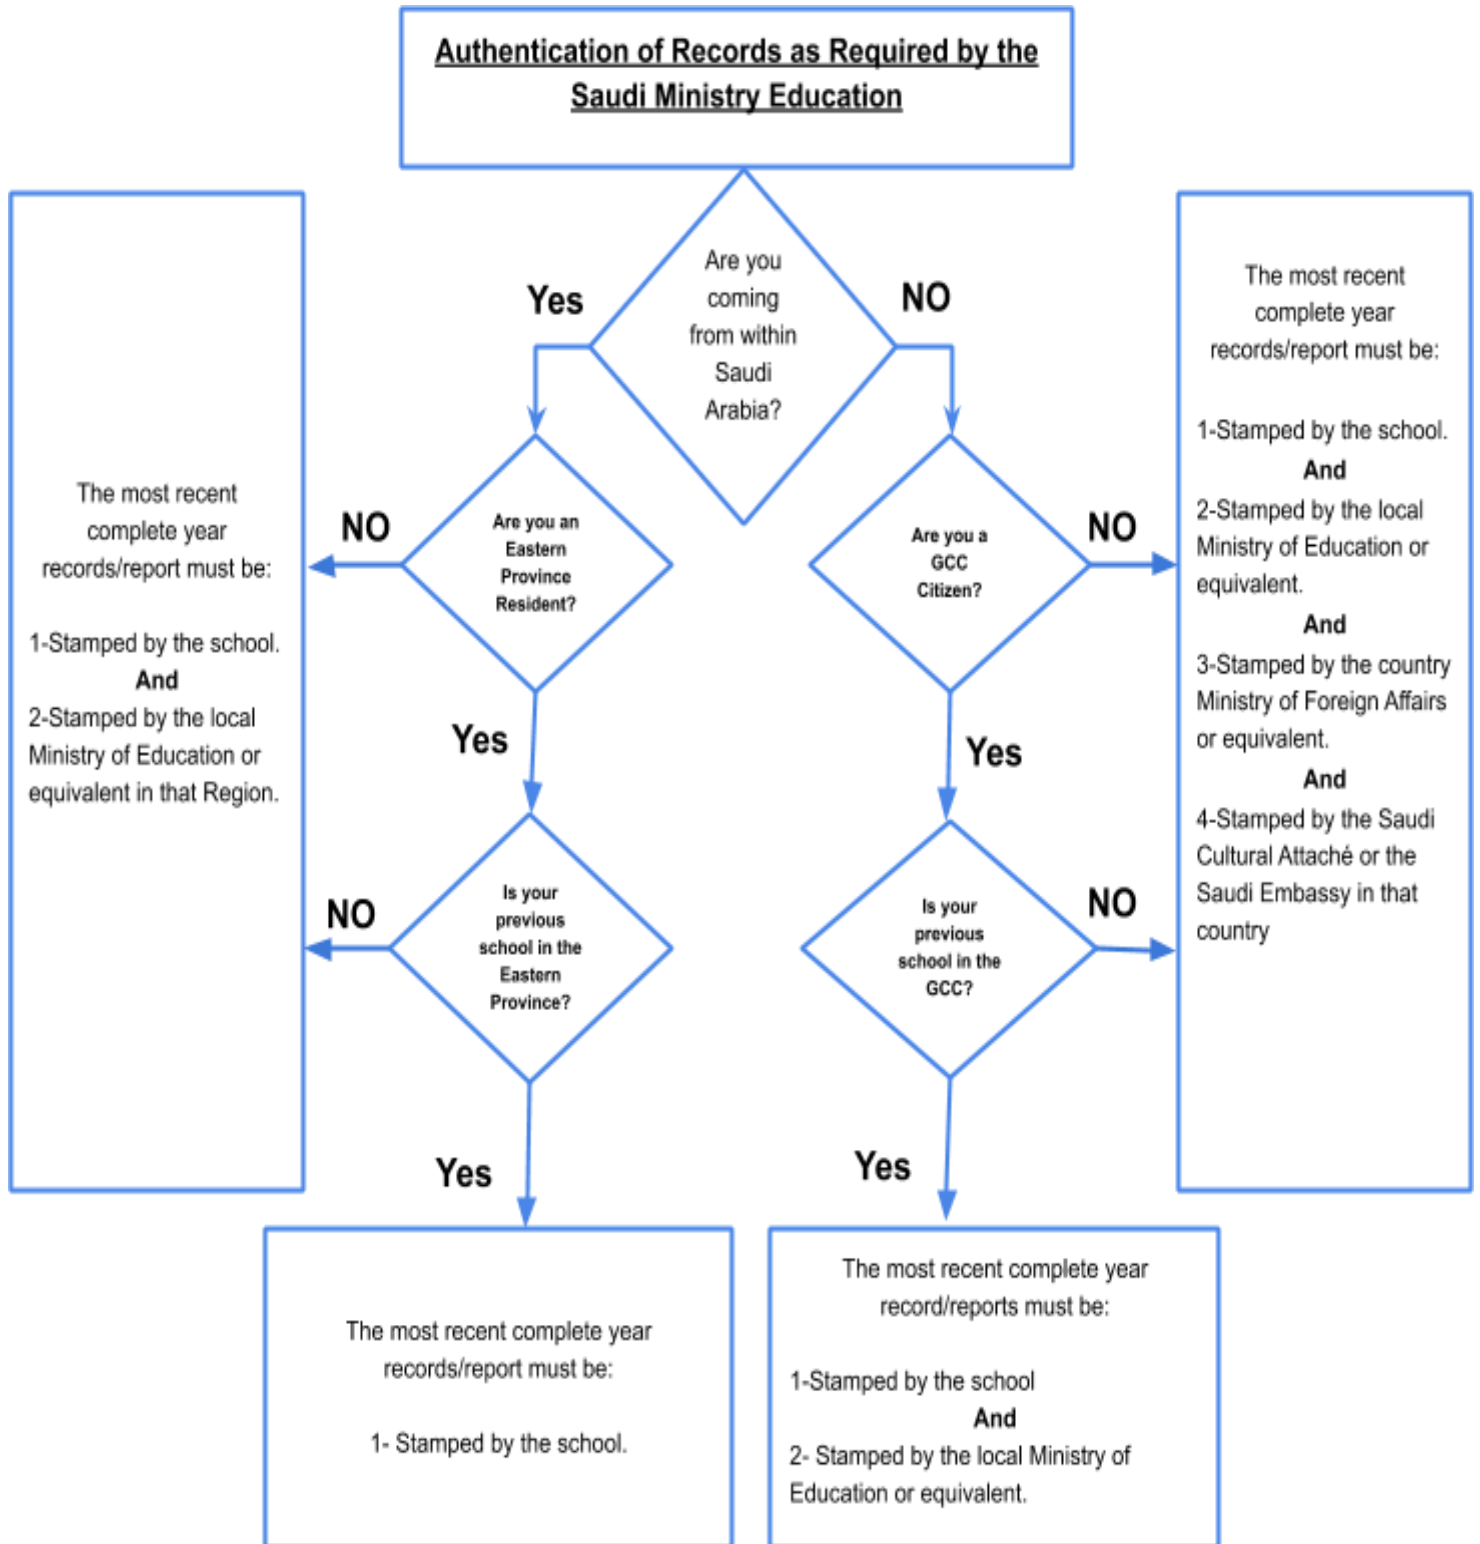 Authentication of Records as Required by the
Saudi Ministry Education
Are you
coming
from within
Saudi
Arabia?
Yes
NO
Are you an
Eastern
Province
Resident?
NO
Yes
Are you a
GCC
Citizen?
NO
Yes
The most recent
complete year
records/report must be:
1-Stamped by the school.
And
2-Stamped by the local
Ministry of Education or
equivalent in that Region.
The most recent
complete year
records/report must be:
1-Stamped by the school.
And
2-Stamped by the local
Ministry of Education or
equivalent.
And
3-Stamped by the country
Ministry of Foreign Affairs
or equivalent.
And
4-Stamped by the Saudi
Cultural Attaché or the
Saudi Embassy in that
country
Is your
previous
school in the
Eastern
Province?
NO
Yes
Is your
previous
school in the
GCC?
NO
Yes
The most recent complete year
records/report must be:
1- Stamped by the school.
The most recent complete year
record/reports must be:
1-Stamped by the school
And
2- Stamped by the local Ministry of
Education or equivalent.